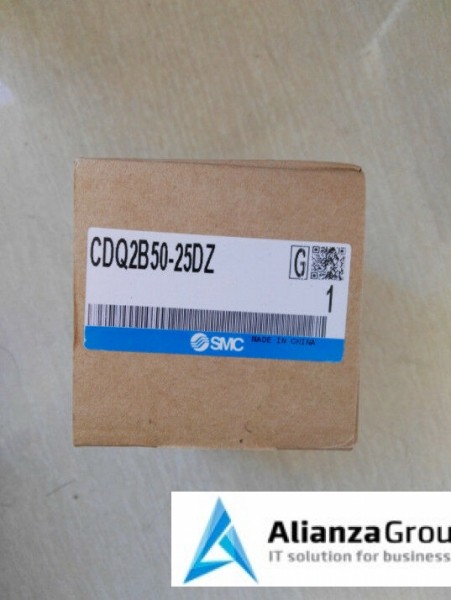 CDQ2B50-25DZ
G
1
SMC
MADE IN CHINA
AlianzaGrou
IT solution for business